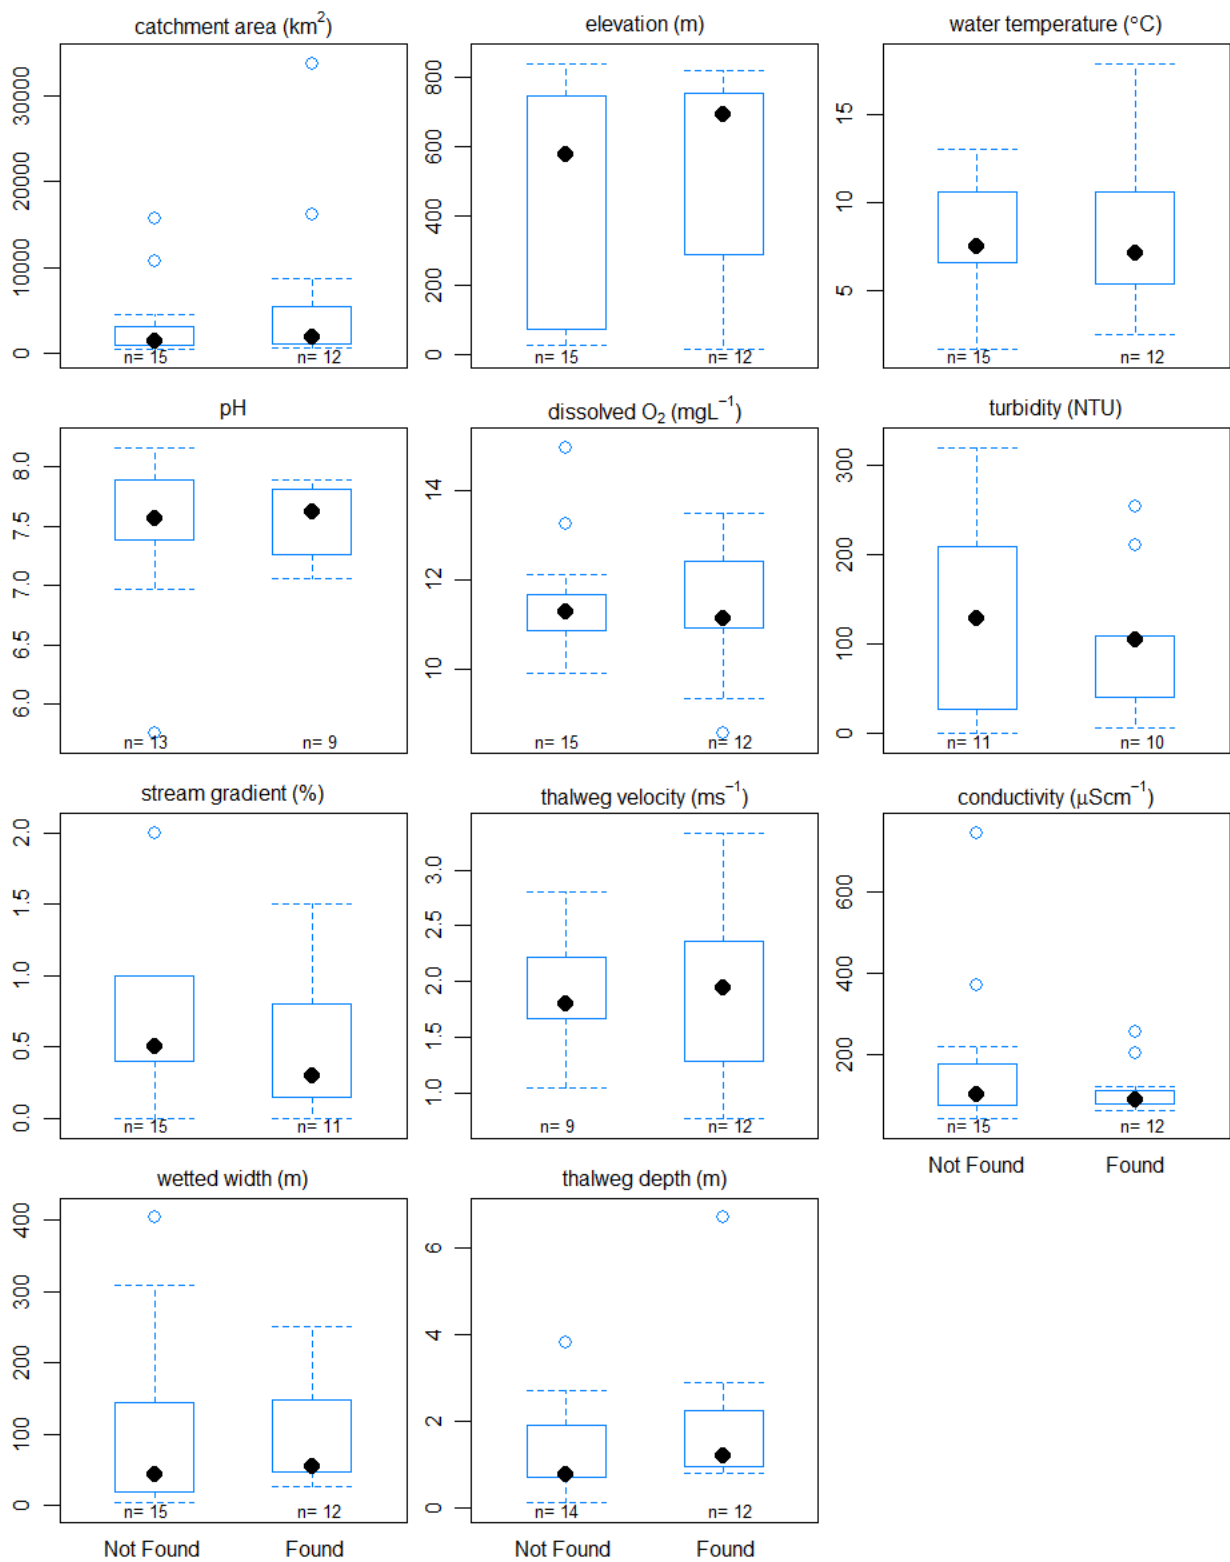 catchment area (km²)
elevation (m)
water temperature (°C)
0
10000
20000
30000
n= 15
n= 12
0
200
400
600
800
n= 15
n= 12
5
10
15
n= 15
n= 12
pH
dissolved O₂ (mgL⁻¹)
turbidity (NTU)
6.0
6.5
7.0
7.5
8.0
n= 13
n= 9
10
12
14
n= 15
n= 12
0
100
200
300
n= 11
n= 10
stream gradient (%)
thalweg velocity (ms⁻¹)
conductivity (μScm⁻¹)
0.0
0.5
1.0
1.5
2.0
n= 15
n= 11
1.0
1.5
2.0
2.5
3.0
n= 9
n= 12
200
400
600
n= 15
n= 12
Not Found
Found
wetted width (m)
thalweg depth (m)
0
100
200
300
400
n= 15
n= 12
0
2
4
6
n= 14
n= 12
Not Found
Found
Not Found
Found